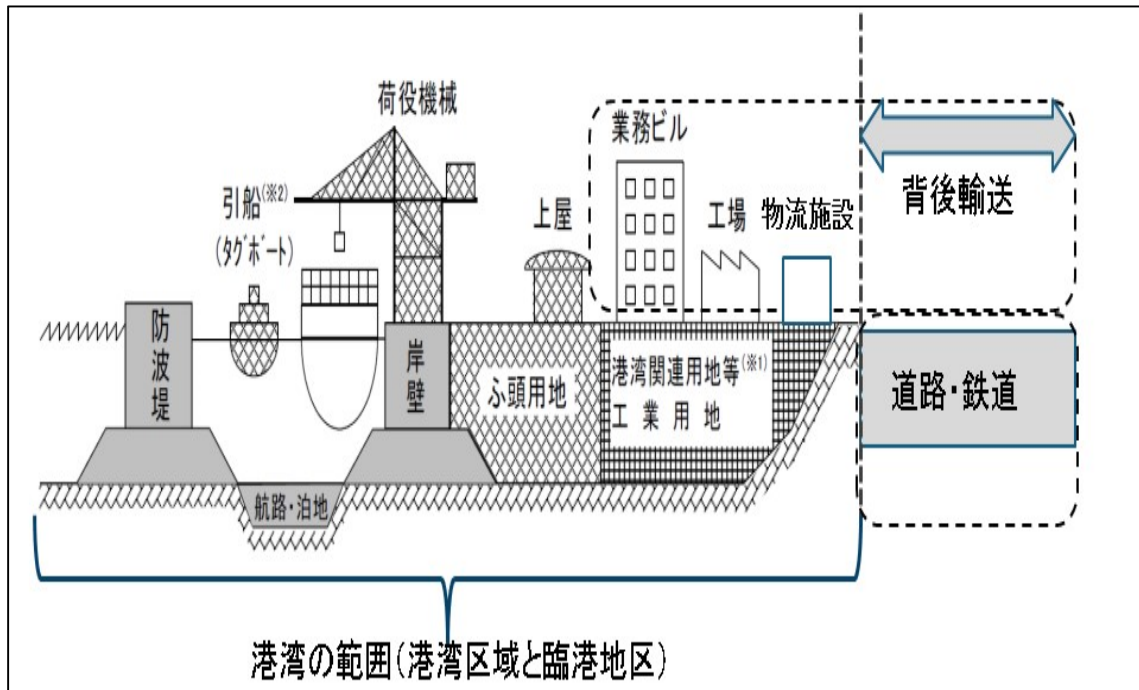 荷役機械
業務ビル
引船(※2)
(ﾀｸﾞﾎﾞｰﾄ)
上屋
工場
物流施設
背後輸送
防波堤
岸壁
ふ頭用地
港湾関連用地等(※1)
工業用地
道路・鉄道
航路・泊地
港湾の範囲(港湾区域と臨港地区)